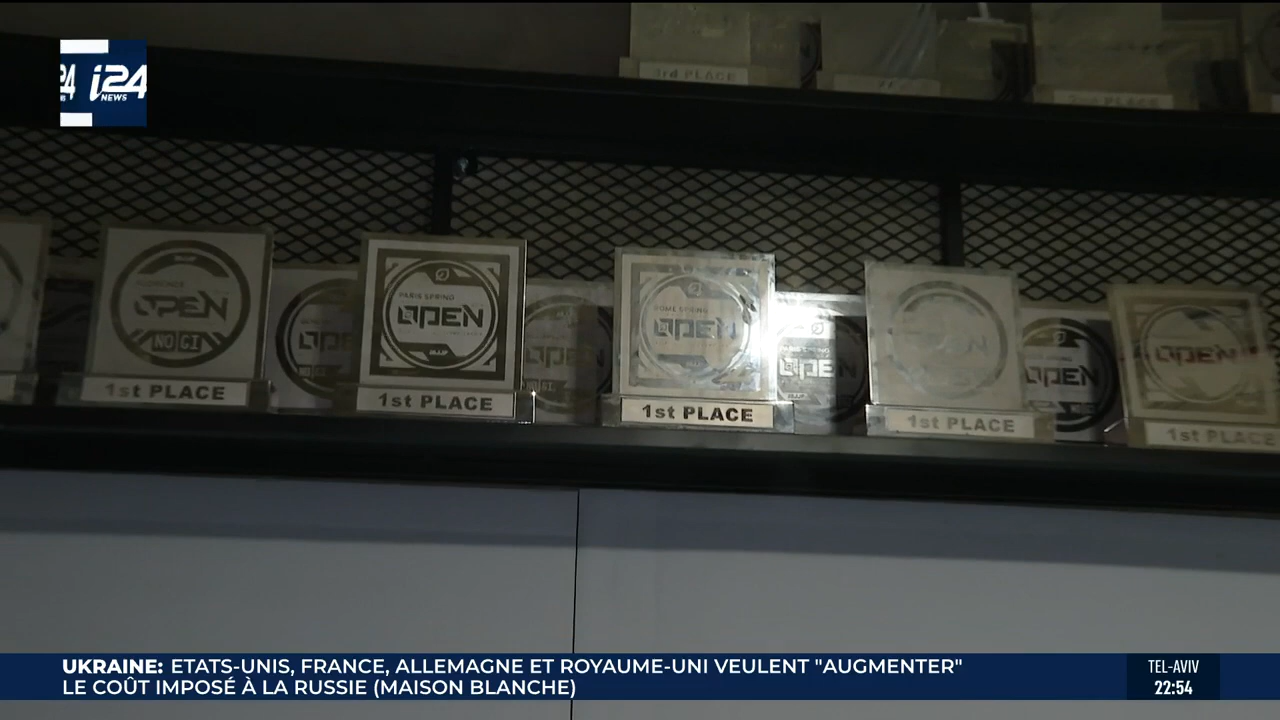 3rd PLACE
24
i24
NEWS
OPEN
NO GI
1st PLACE
PARIS SPRING
OPEN
1st PLACE
OPEN
ROME SPRING
OPEN
1st PLACE
OPEN
OPEN
1st PLACE
OPEN
OPEN
1st PLACE
UKRAINE: ETATS-UNIS, FRANCE, ALLEMAGNE ET ROYAUME-UNI VEULENT "AUGMENTER"
LE COÛT IMPOSÉ À LA RUSSIE (MAISON BLANCHE)
TEL-AVIV
22:54